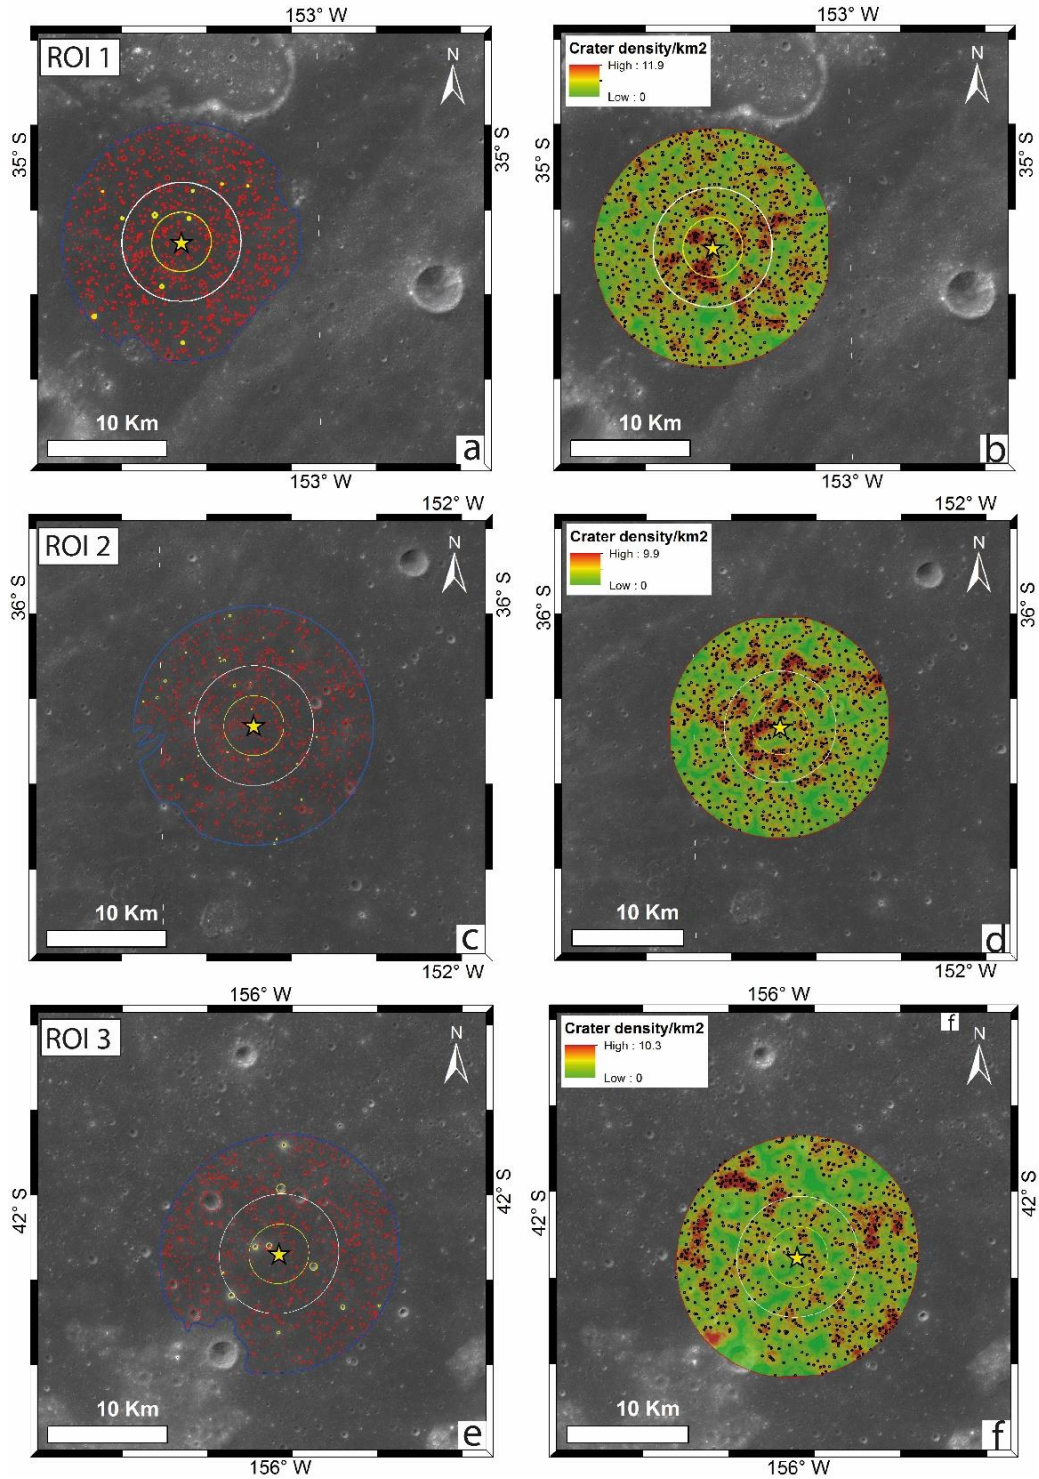 153° W
153° W
ROI 1
N
Crater density/km2
High : 11.9
Low : 0
N
35° S
35° S
35° S
35° S
10 Km
a
10 Km
b
153° W
153° W
152° W
152° W
ROI 2
N
Crater density/km2
High : 9.9
Low : 0
N
36° S
36° S
36° S
36° S
10 Km
c
10 Km
d
152° W
152° W
156° W
156° W
ROI 3
N
Crater density/km2
High : 10.3
Low : 0
f
N
42° S
42° S
42° S
42° S
10 Km
e
10 Km
f
156° W
156° W